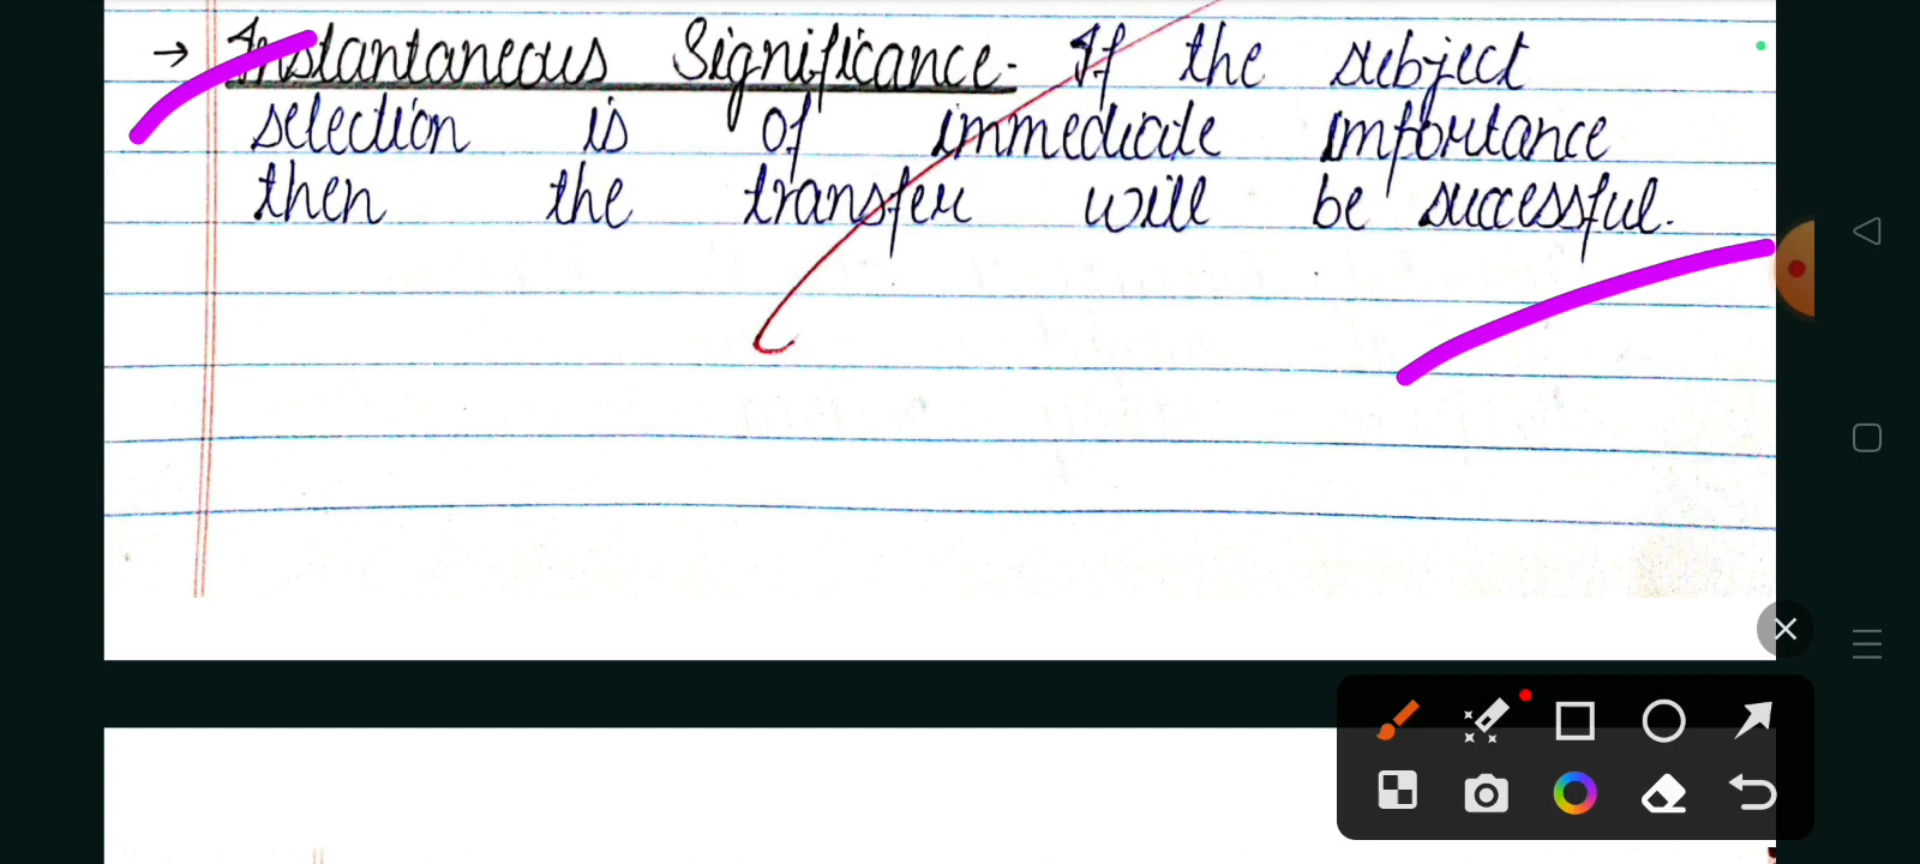 → Instantaneous Significance- If the subject
selection is of immediate importance
then the transfer will be successful.